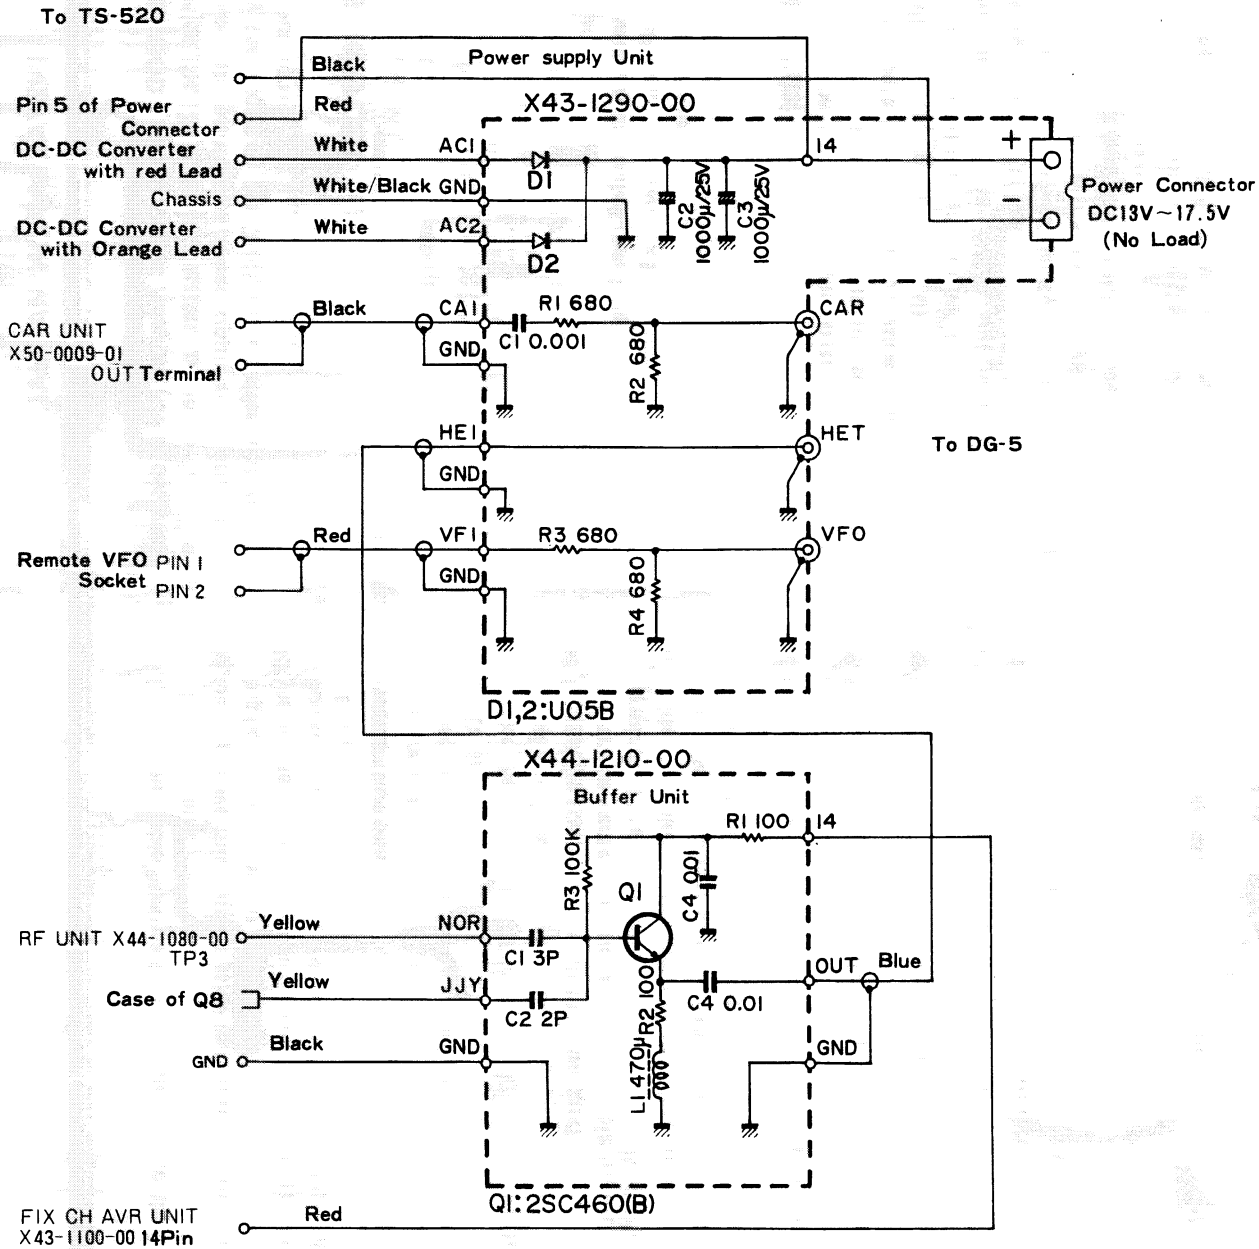 To TS-520
Black
Power supply Unit
Pin 5 of Power
Connector
Red
X43-1290-00
DC-DC Converter
with red Lead
White
AC1
D1
14
+
Chassis
White/Black
GND
C2
1000μ/25V
C3
1000μ/25V
−
Power Connector
DC13V~17.5V
(No Load)
DC-DC Converter
with Orange Lead
White
AC2
D2
CAR UNIT
X50-0009-01
OUT Terminal
Black
CA1
GND
C1 0.001
R1 680
R2 680
CAR
HE1
GND
HET
To DG-5
Remote VFO
Socket
PIN 1
PIN 2
Red
VF1
GND
R3 680
R4 680
VFO
D1,2:U05B
X44-1210-00
Buffer Unit
R1 100
14
R3 100K
Q1
C4 0.01
RF UNIT X44-1080-00
TP3
Yellow
NOR
C1 3P
Case of Q8
Yellow
JJY
C2 2P
R2 100
C4 0.01
OUT
Blue
GND
Black
GND
L1 470μ
GND
Q1:2SC460(B)
FIX CH AVR UNIT
X43-1100-00 14Pin
Red